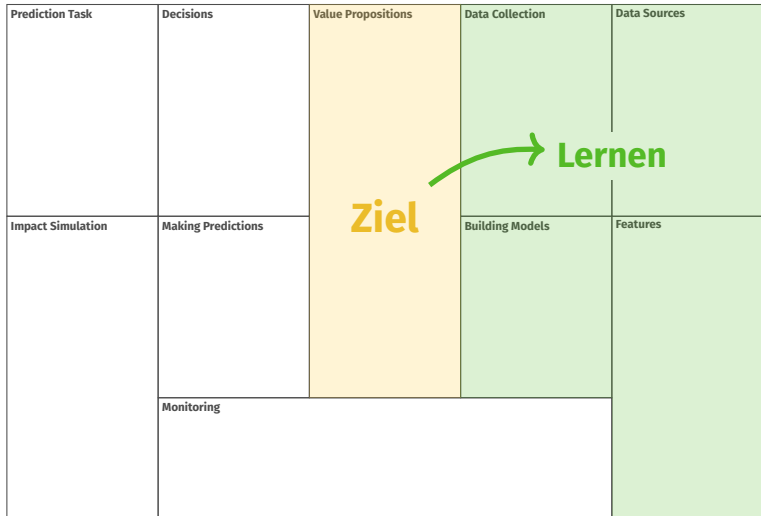 Prediction Task
Decisions
Value Propositions
Data Collection
Data Sources
Lernen
Ziel
Impact Simulation
Making Predictions
Building Models
Features
Monitoring